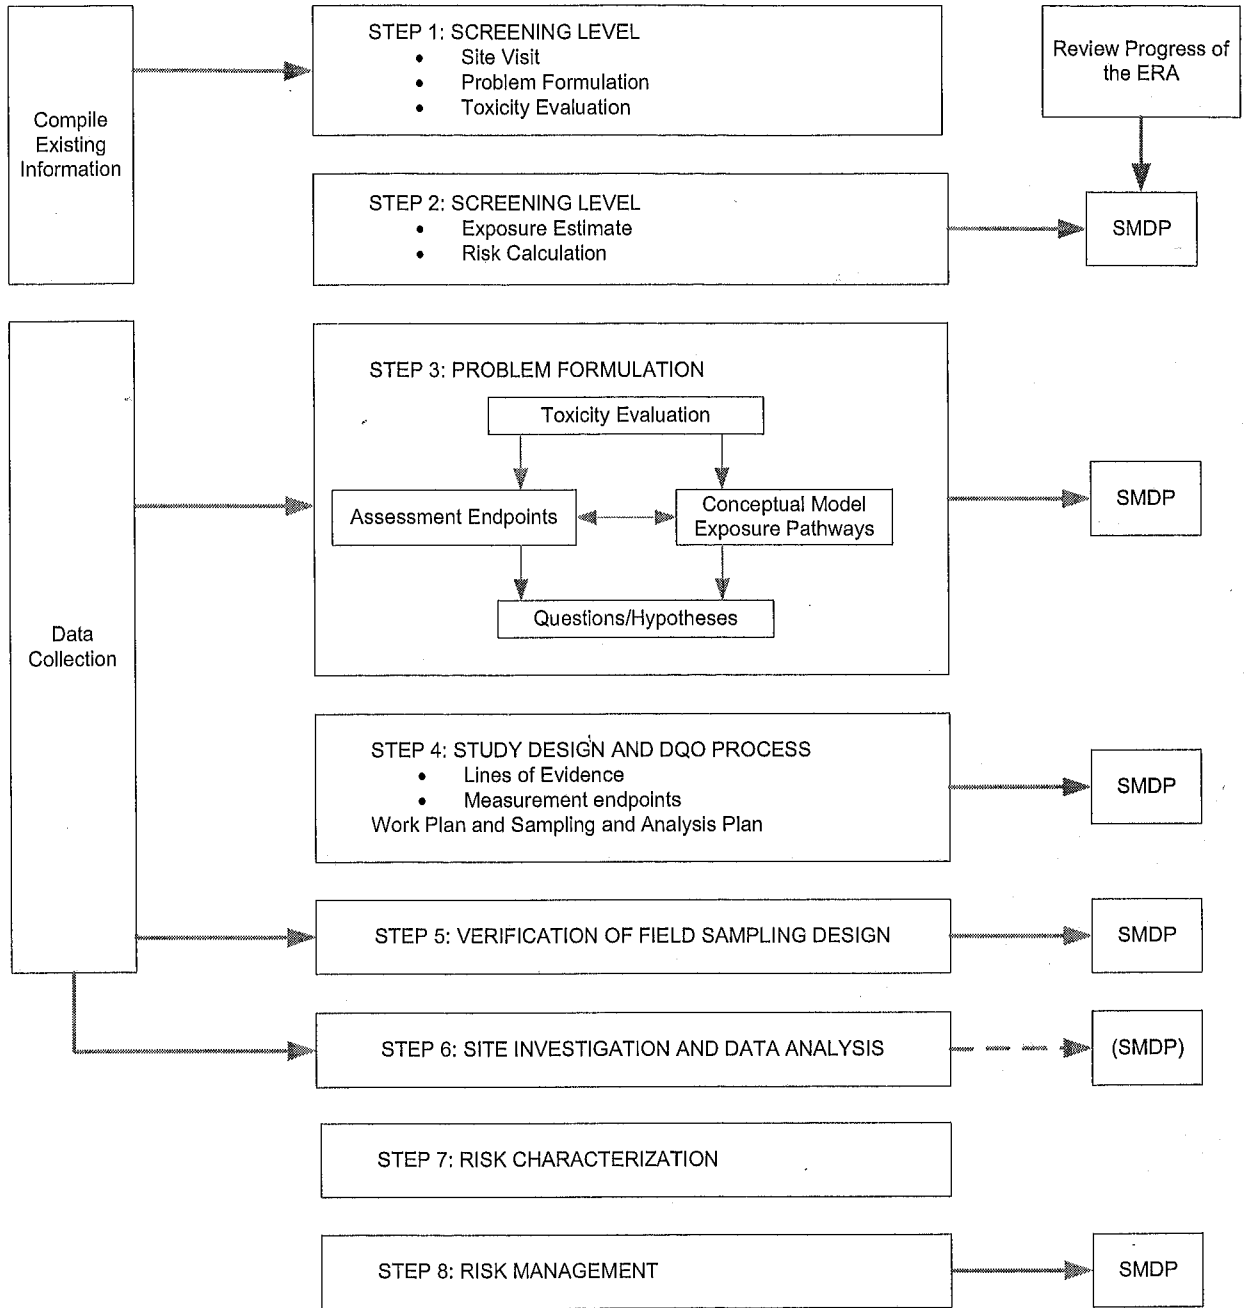 Compile
Existing
Information
STEP 1: SCREENING LEVEL
• Site Visit
• Problem Formulation
• Toxicity Evaluation
Review Progress of
the ERA
STEP 2: SCREENING LEVEL
• Exposure Estimate
• Risk Calculation
SMDP
Data
Collection
STEP 3: PROBLEM FORMULATION
Toxicity Evaluation
Assessment Endpoints
Conceptual Model
Exposure Pathways
Questions/Hypotheses
SMDP
STEP 4: STUDY DESIGN AND DQO PROCESS
• Lines of Evidence
• Measurement endpoints
Work Plan and Sampling and Analysis Plan
SMDP
STEP 5: VERIFICATION OF FIELD SAMPLING DESIGN
SMDP
STEP 6: SITE INVESTIGATION AND DATA ANALYSIS
(SMDP)
STEP 7: RISK CHARACTERIZATION
STEP 8: RISK MANAGEMENT
SMDP